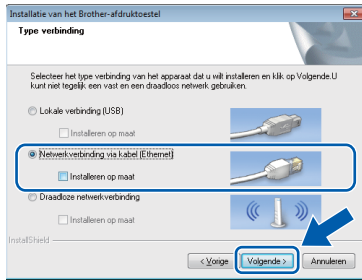 Installatie van het Brother-afdruktoestel
Type verbinding
Selecteer het type verbinding van het apparaat dat u wilt installeren en klik op Volgende.U
kunt niet tegelijk een vast en een draadloos netwerk gebruiken.
Lokale verbinding (USB)
Installeren op maat
Netwerkverbinding via kabel (Ethernet)
Installeren op maat
Draadloze netwerkverbinding
Installeren op maat
InstallShield
< Vorige Volgende > Annuleren